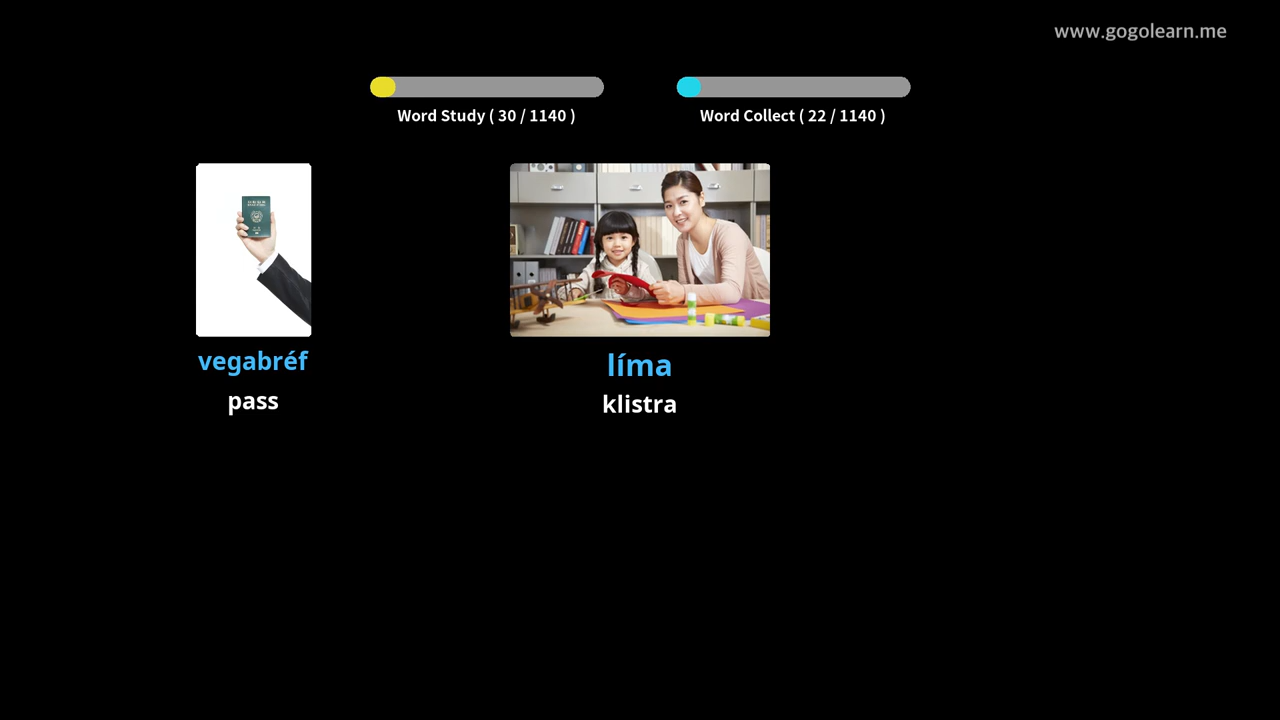 www.gogolearn.me
Word Study ( 30 / 1140 )
Word Collect ( 22 / 1140 )
vegabréf
pass
líma
klistra